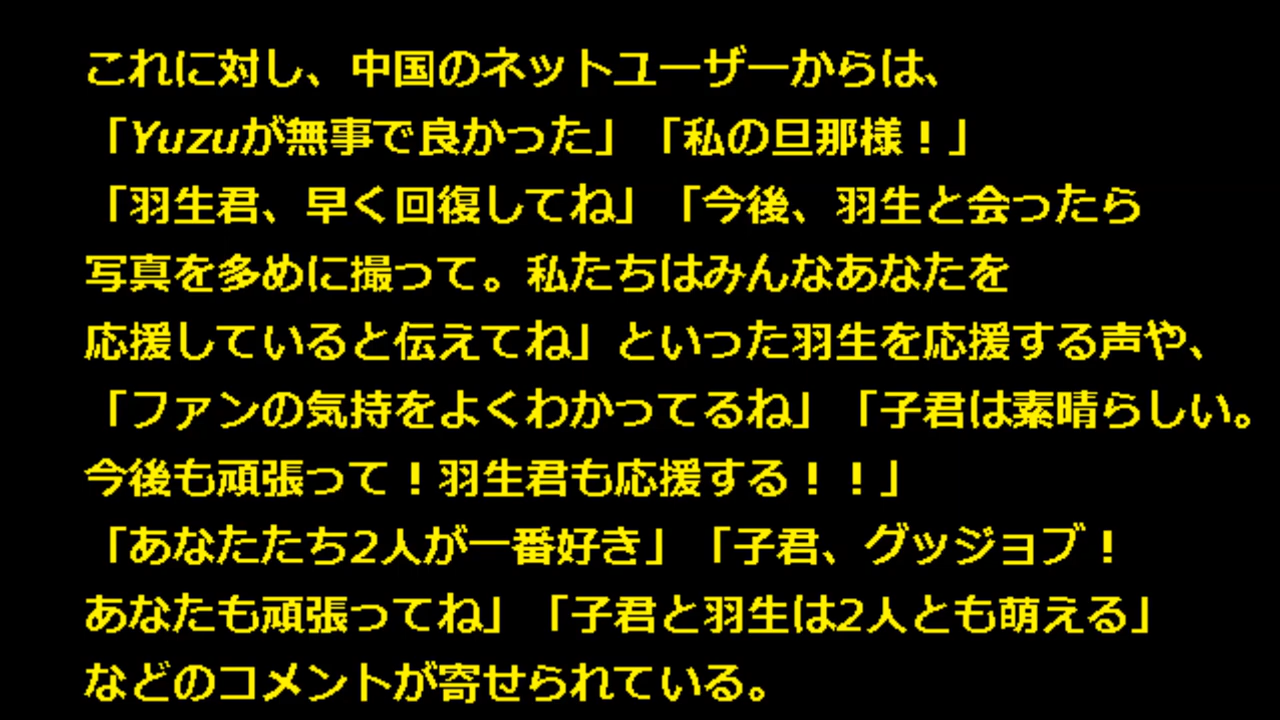 これに対し、中国のネットユーザーからは、
「Yuzuが無事で良かった」「私の旦那様！」
「羽生君、早く回復してね」「今後、羽生と会ったら
写真を多めに撮って。私たちはみんなあなたを
応援していると伝えてね」といった羽生を応援する声や、
「ファンの気持をよくわかってるね」「子君は素晴らしい。
今後も頑張って！羽生君も応援する！！」
「あなたたち2人が一番好き」「子君、グッジョブ！
あなたも頑張ってね」「子君と羽生は2人とも萌える」
などのコメントが寄せられている。